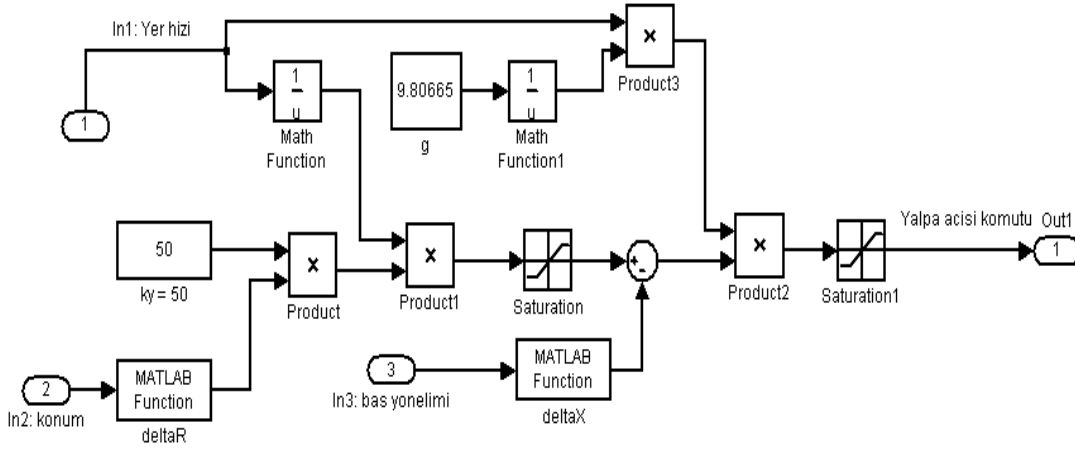 In1: Yer hizi
1
1
u
Math
Function
9.80665
g
1
u
Math
Function1
×
Product3
50
ky = 50
×
Product
×
Product1
Saturation
+
-
×
Product2
Saturation1
Yalpa acisi komutu
Out1
1
2
In2: konum
MATLAB
Function
deltaR
3
In3: bas yonelimi
MATLAB
Function
deltaX